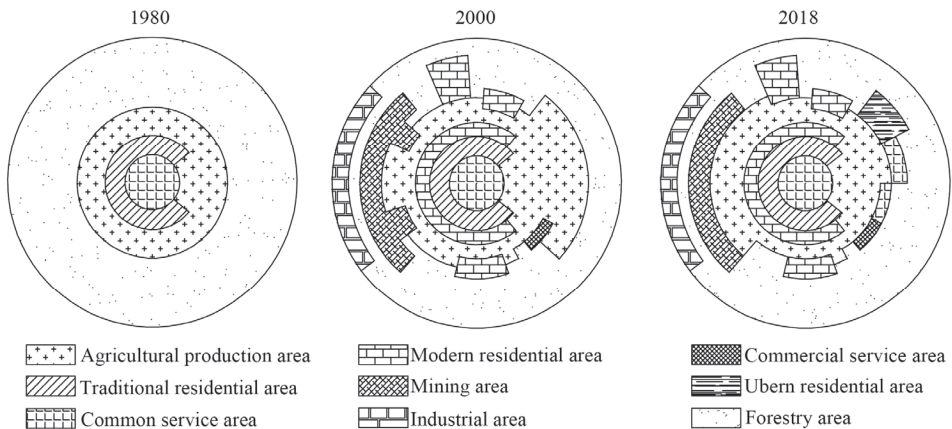 1980 2000 2018
Agricultural production area Modern residential area Commercial service area
Traditional residential area Mining area Ubern residential area
Common service area Industrial area Forestry area